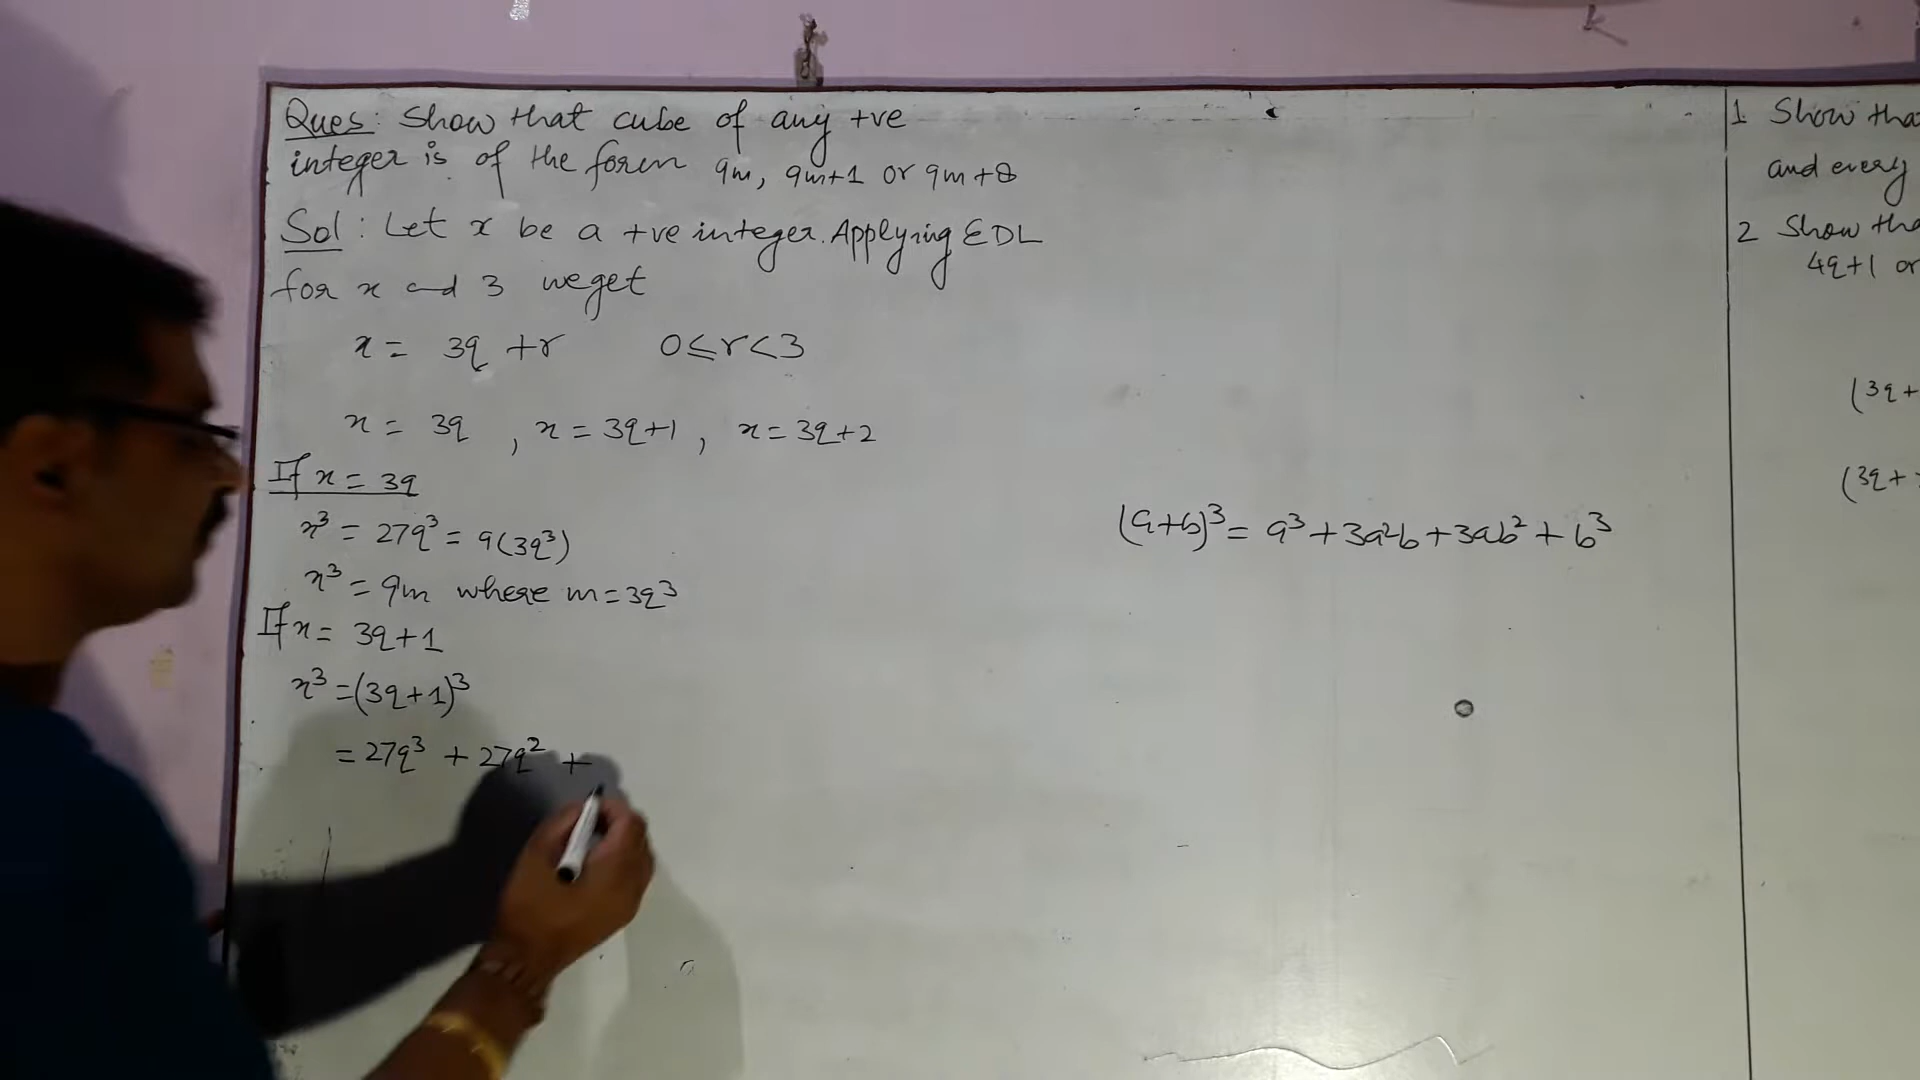 Ques: Show that cube of any +ve
integer is of the form 9m, 9m+1 or 9m+8
Sol: Let x be a +ve integer. Applying EDL
for x and 3 we get
x = 3q + r 0≤r<3
x = 3q , x = 3q+1 , x = 3q+2
If x = 3q
x³ = 27q³ = 9(3q³)
x³ = 9m where m = 3q³
If x = 3q+1
x³ = (3q+1)³
= 27q³ + 27q² +
(a+b)³ = a³ + 3a²b + 3ab² + b³
1 Show tha
and every
2 Show tha
4q+1 or
(3q+
(3q+